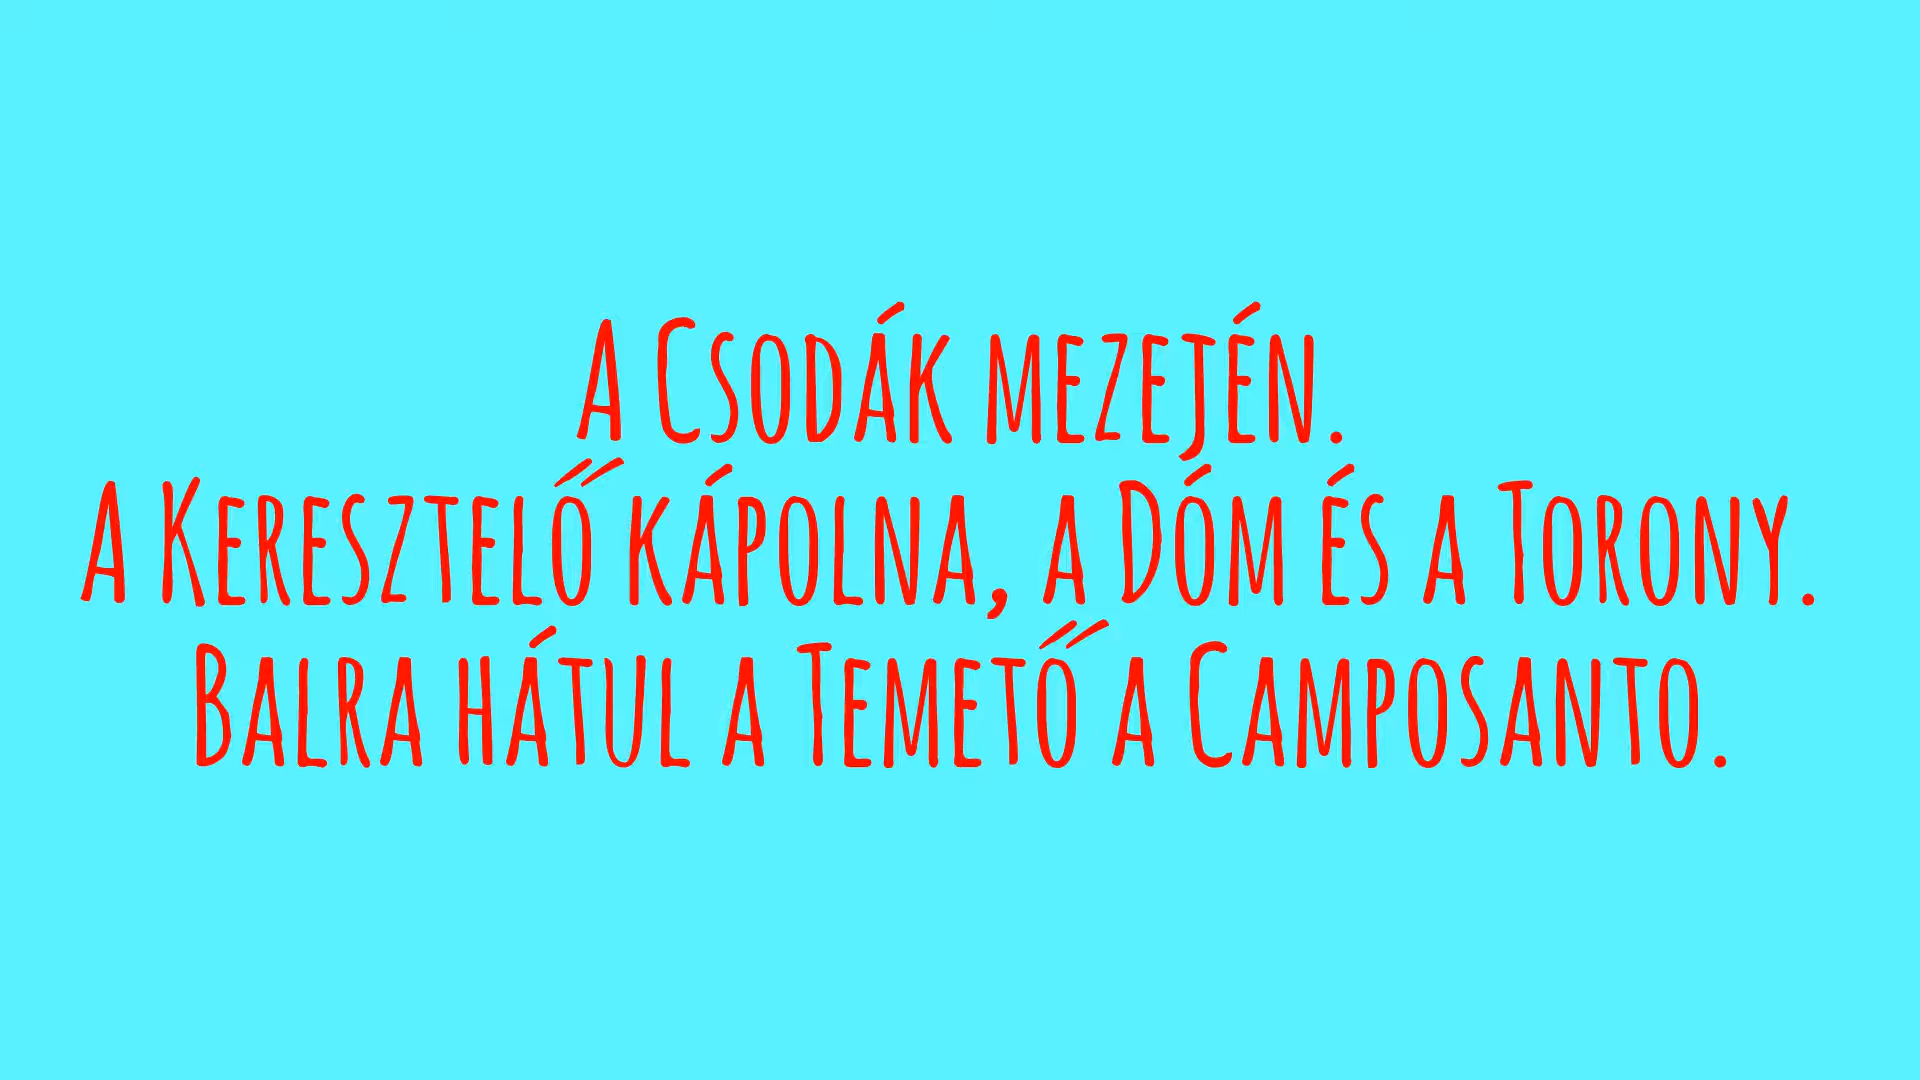 A Csodák mezején.
A Keresztelő kápolna, a Dóm és a Torony.
Balra hátul a Temető a Camposanto.